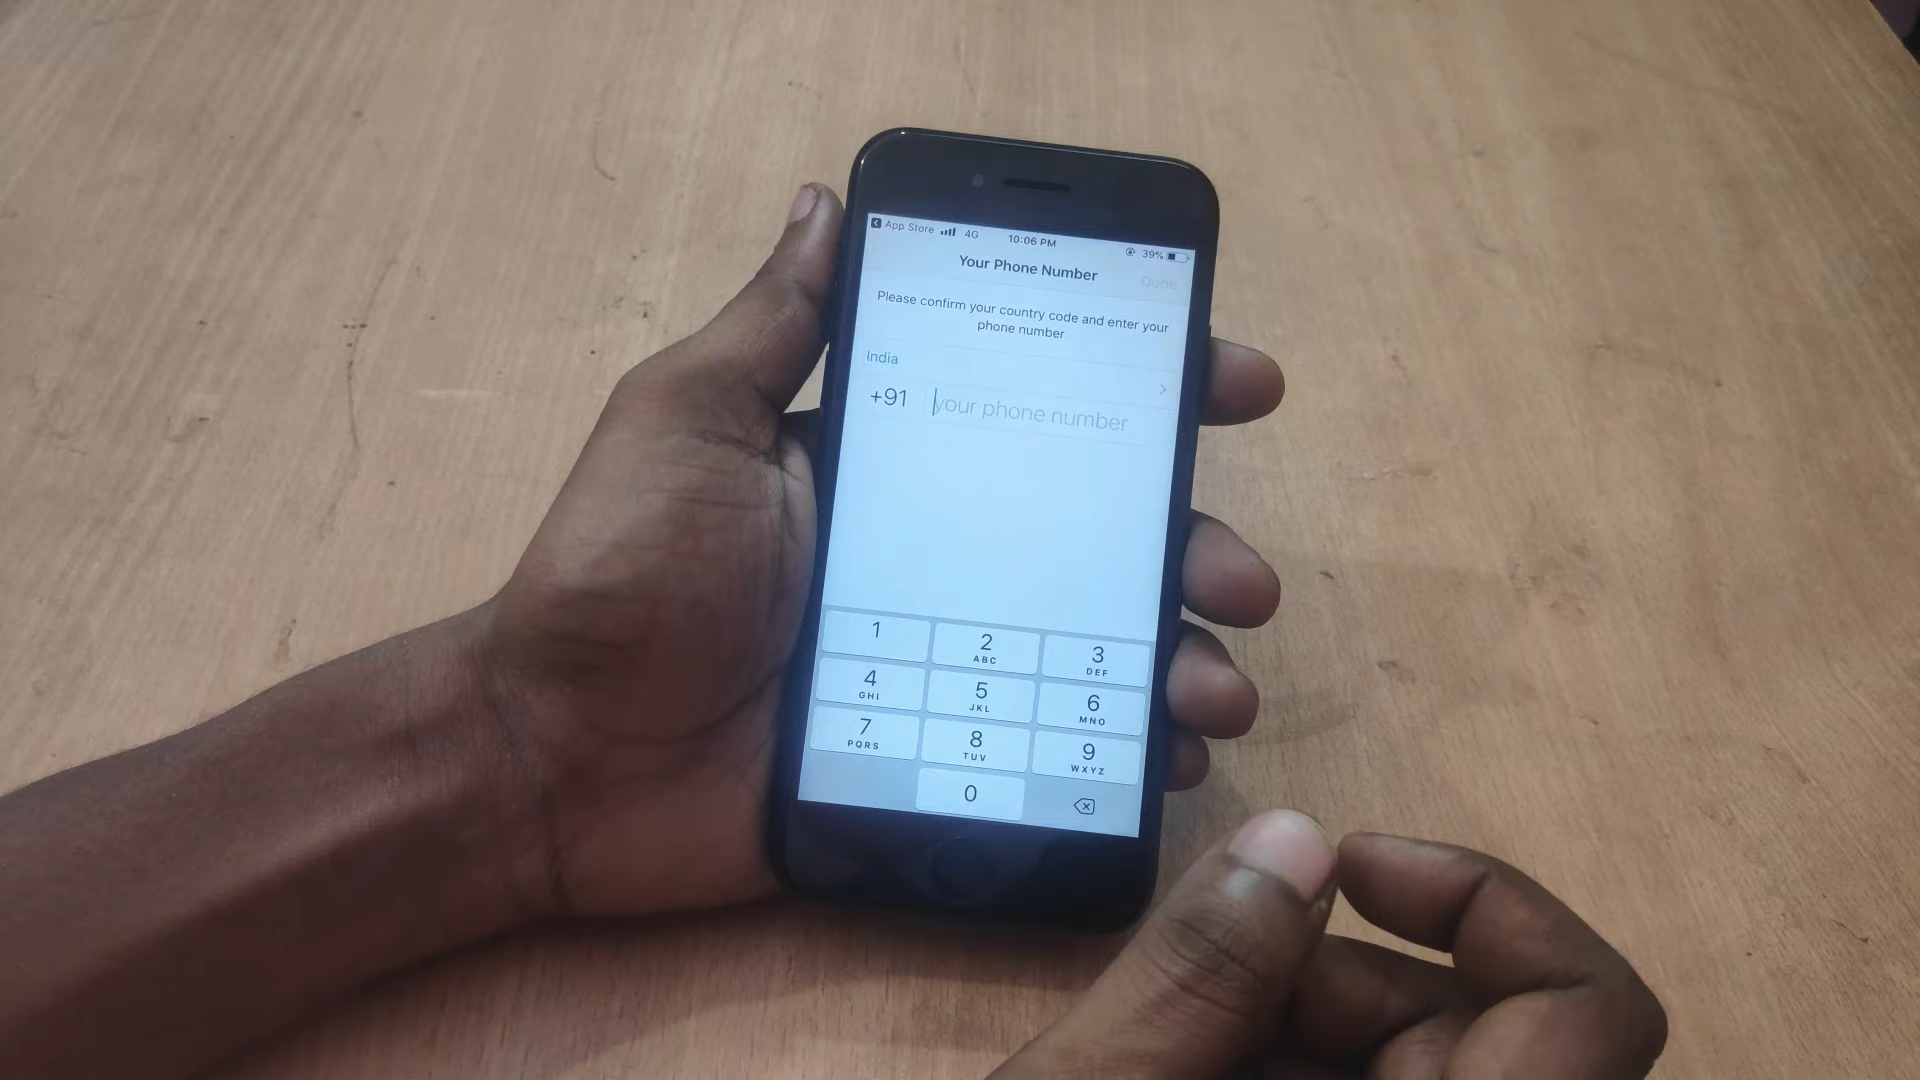 App Store 4G 10:06 PM 39%
Your Phone Number Done
Please confirm your country code and enter your
phone number
India
+91 your phone number
1 2 3
ABC DEF
4 5 6
GHI JKL MNO
7 8 9
PQRS TUV WXYZ
0